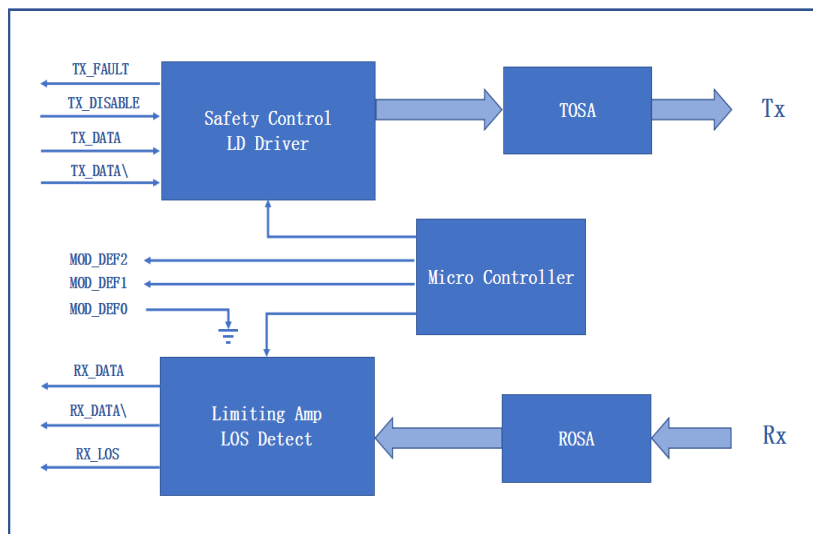 TX_FAULT
TX_DISABLE
TX_DATA
TX_DATA\
Safety Control
LD Driver
TOSA
Tx
MOD_DEF2
MOD_DEF1
MOD_DEF0
Micro Controller
RX_DATA
RX_DATA\
RX_LOS
Limiting Amp
LOS Detect
ROSA
Rx